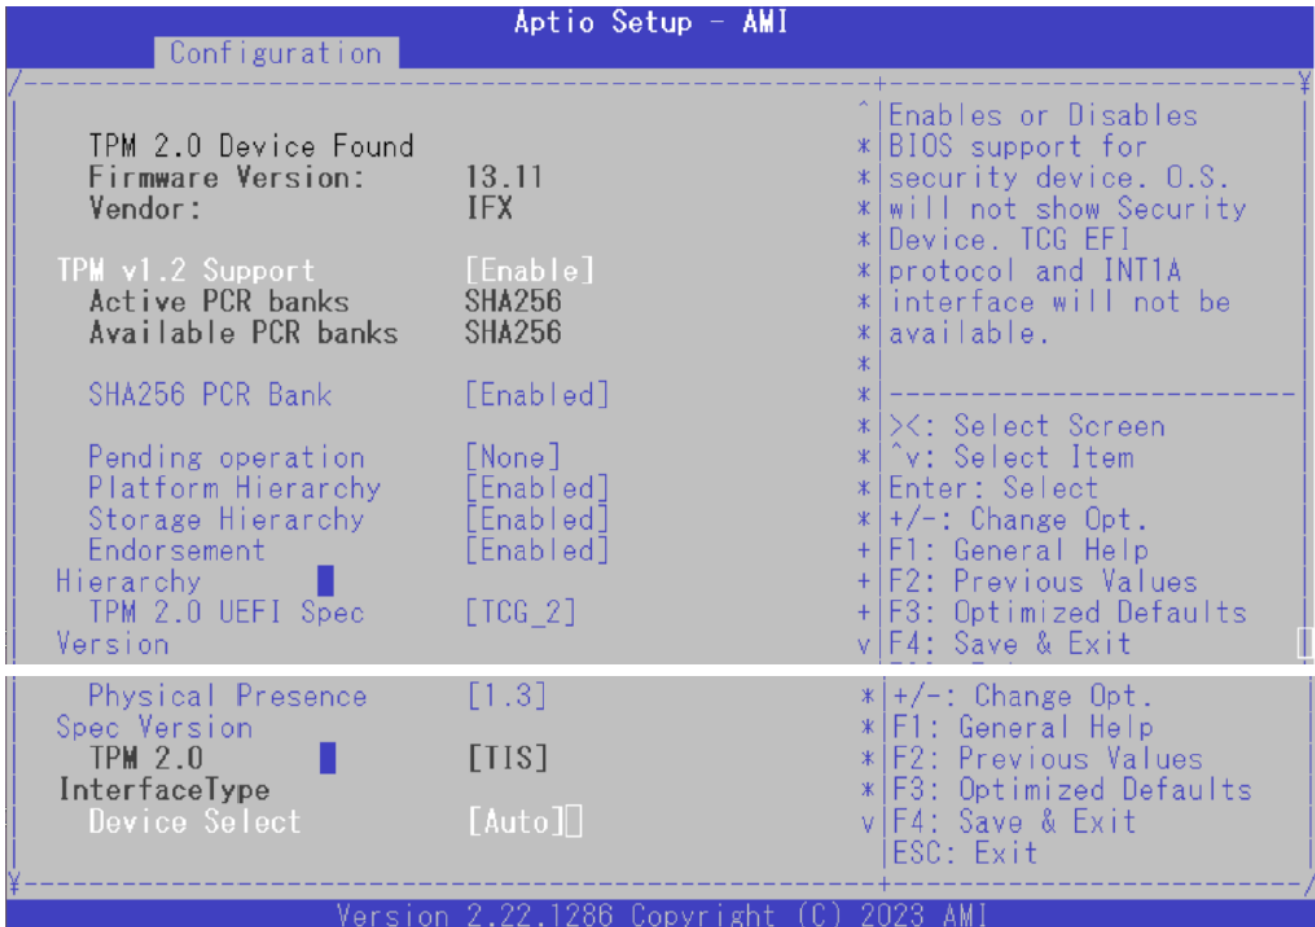 Aptio Setup - AMI
Configuration
TPM 2.0 Device Found
Firmware Version: 13.11
Vendor: IFX
TPM v1.2 Support [Enable]
Active PCR banks SHA256
Available PCR banks SHA256
SHA256 PCR Bank [Enabled]
Pending operation [None]
Platform Hierarchy [Enabled]
Storage Hierarchy [Enabled]
Endorsement [Enabled]
Hierarchy
TPM 2.0 UEFI Spec [TCG_2]
Version
Enables or Disables
BIOS support for
security device. O.S.
will not show Security
Device. TCG EFI
protocol and INT1A
interface will not be
available.
><: Select Screen
^v: Select Item
Enter: Select
+/-: Change Opt.
F1: General Help
F2: Previous Values
F3: Optimized Defaults
F4: Save & Exit
Physical Presence [1.3]
Spec Version
TPM 2.0 [TIS]
InterfaceType
Device Select [Auto]
+/-: Change Opt.
F1: General Help
F2: Previous Values
F3: Optimized Defaults
F4: Save & Exit
ESC: Exit
Version 2.22.1286 Copyright (C) 2023 AMI